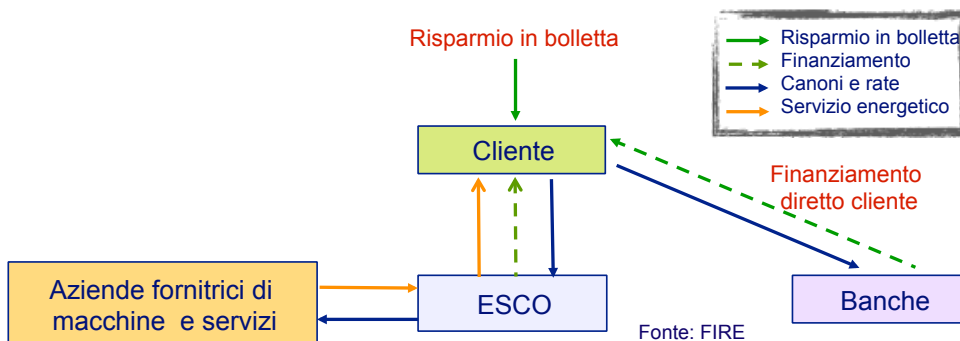 Risparmio in bolletta
Risparmio in bolletta
Finanziamento
Canoni e rate
Servizio energetico
Cliente
Finanziamento
diretto cliente
Aziende fornitrici di
macchine e servizi
ESCO
Banche
Fonte: FIRE